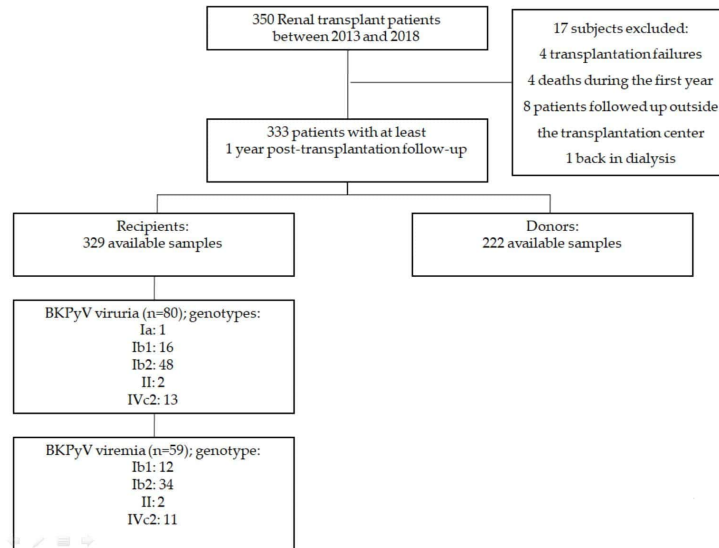 350 Renal transplant patients
between 2013 and 2018
17 subjects excluded:
4 transplantation failures
4 deaths during the first year
8 patients followed up outside
the transplantation center
1 back in dialysis
333 patients with at least
1 year post-transplantation follow-up
Recipients:
329 available samples
Donors:
222 available samples
BKPyV viruria (n=80); genotypes:
Ia: 1
Ib1: 16
Ib2: 48
II: 2
IVc2: 13
BKPyV viremia (n=59); genotype:
Ib1: 12
Ib2: 34
II: 2
IVc2: 11